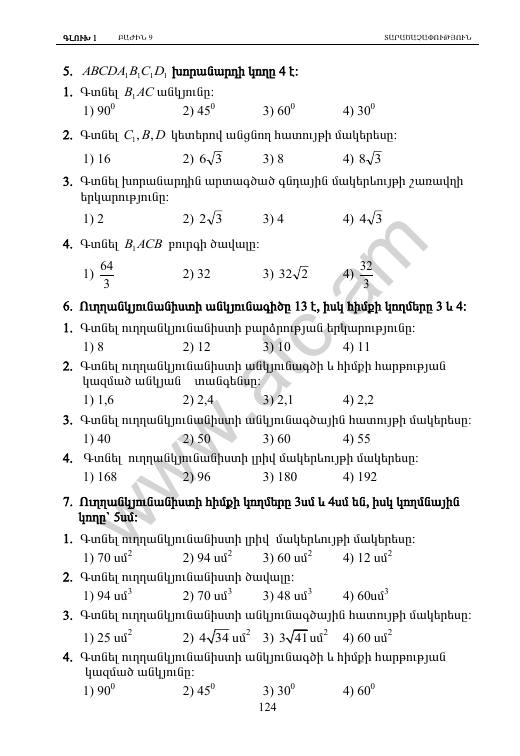 ԳԼՈՒԽ 1 ԲԱԺԻՆ 9 ՏԱՐԱԾԱՉԱՓՈՒԹՅՈՒՆ
5. ABCDA₁B₁C₁D₁ խորանարդի կողը 4 է:
1. Գտնել B₁AC անկյունը:
1) 90⁰ 2) 45⁰ 3) 60⁰ 4) 30⁰
2. Գտնել C₁, B, D կետերով անցնող հատույթի մակերեսը:
1) 16 2) 6√3 3) 8 4) 8√3
3. Գտնել խորանարդին արտագծած գնդային մակերևույթի շառավղի
երկարությունը:
1) 2 2) 2√3 3) 4 4) 4√3
4. Գտնել B₁ACB բուրգի ծավալը:
1) 64/3 2) 32 3) 32√2 4) 32/3
6. Ուղղանկյունանիստի անկյունագիծը 13 է, իսկ հիմքի կողմերը 3 և 4:
1. Գտնել ուղղանկյունանիստի բարձրության երկարությունը:
1) 8 2) 12 3) 10 4) 11
2. Գտնել ուղղանկյունանիստի անկյունագծի և հիմքի հարթության
կազմած անկյան տանգենսը:
1) 1,6 2) 2,4 3) 2,1 4) 2,2
3. Գտնել ուղղանկյունանիստի անկյունագծային հատույթի մակերեսը:
1) 40 2) 50 3) 60 4) 55
4. Գտնել ուղղանկյունանիստի լրիվ մակերևույթի մակերեսը:
1) 168 2) 96 3) 180 4) 192
7. Ուղղանկյունանիստի հիմքի կողմերը 3սմ և 4սմ են, իսկ կողմնային
կողը՝ 5սմ:
1. Գտնել ուղղանկյունանիստի լրիվ մակերևույթի մակերեսը:
1) 70 սմ² 2) 94 սմ² 3) 60 սմ² 4) 12 սմ²
2. Գտնել ուղղանկյունանիստի ծավալը:
1) 94 սմ³ 2) 70 սմ³ 3) 48 սմ³ 4) 60սմ³
3. Գտնել ուղղանկյունանիստի անկյունագծային հատույթի մակերեսը:
1) 25 սմ² 2) 4√34 սմ² 3) 3√41 սմ² 4) 60 սմ²
4. Գտնել ուղղանկյունանիստի անկյունագծի և հիմքի հարթության
կազմած անկյունը:
1) 90⁰ 2) 45⁰ 3) 30⁰ 4) 60⁰
124
www.atc.am